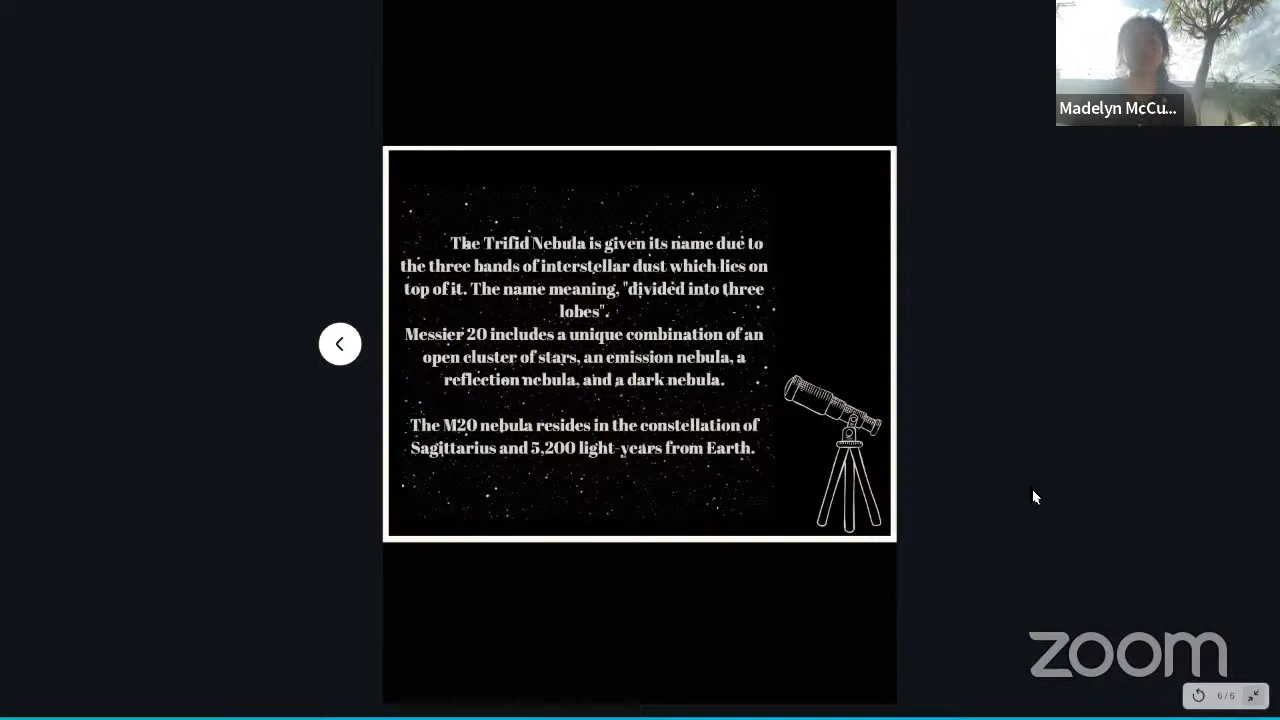 Madelyn McCu...
The Trifid Nebula is given its name due to
the three bands of interstellar dust which lies on
top of it. The name meaning, "divided into three
lobes".
Messier 20 includes a unique combination of an
open cluster of stars, an emission nebula, a
reflection nebula, and a dark nebula.
The M20 nebula resides in the constellation of
Sagittarius and 5,200 light-years from Earth.
zoom
6 / 6